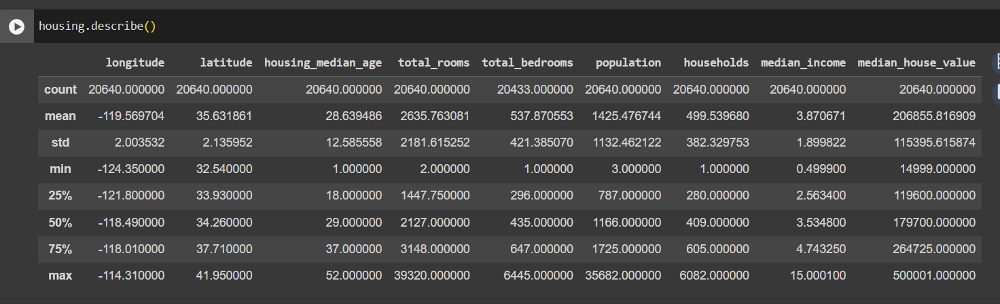 housing.describe()
longitude latitude housing_median_age total_rooms total_bedrooms population households median_income median_house_value
count 20640.000000 20640.000000 20640.000000 20640.000000 20433.000000 20640.000000 20640.000000 20640.000000 20640.000000
mean -119.569704 35.631861 28.639486 2635.763081 537.870553 1425.476744 499.539680 3.870671 206855.816909
std 2.003532 2.135952 12.585558 2181.615252 421.385070 1132.462122 382.329753 1.899822 115395.615874
min -124.350000 32.540000 1.000000 2.000000 1.000000 3.000000 1.000000 0.499900 14999.000000
25% -121.800000 33.930000 18.000000 1447.750000 296.000000 787.000000 280.000000 2.563400 119600.000000
50% -118.490000 34.260000 29.000000 2127.000000 435.000000 1166.000000 409.000000 3.534800 179700.000000
75% -118.010000 37.710000 37.000000 3148.000000 647.000000 1725.000000 605.000000 4.743250 264725.000000
max -114.310000 41.950000 52.000000 39320.000000 6445.000000 35682.000000 6082.000000 15.000100 500001.000000